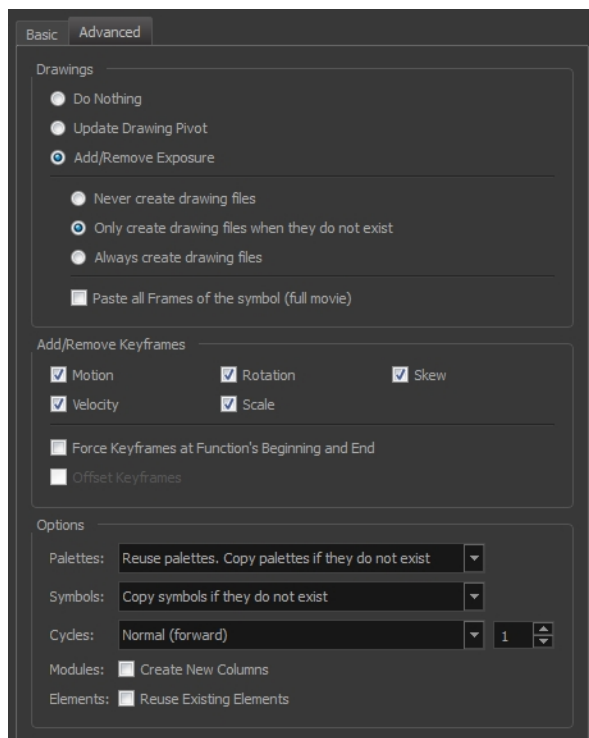 Basic Advanced
Drawings
Do Nothing
Update Drawing Pivot
Add/Remove Exposure
Never create drawing files
Only create drawing files when they do not exist
Always create drawing files
Paste all Frames of the symbol (full movie)
Add/Remove Keyframes
Motion Rotation Skew
Velocity Scale
Force Keyframes at Function's Beginning and End
Offset Keyframes
Options
Palettes: Reuse palettes. Copy palettes if they do not exist
Symbols: Copy symbols if they do not exist
Cycles: Normal (forward) 1
Modules: Create New Columns
Elements: Reuse Existing Elements